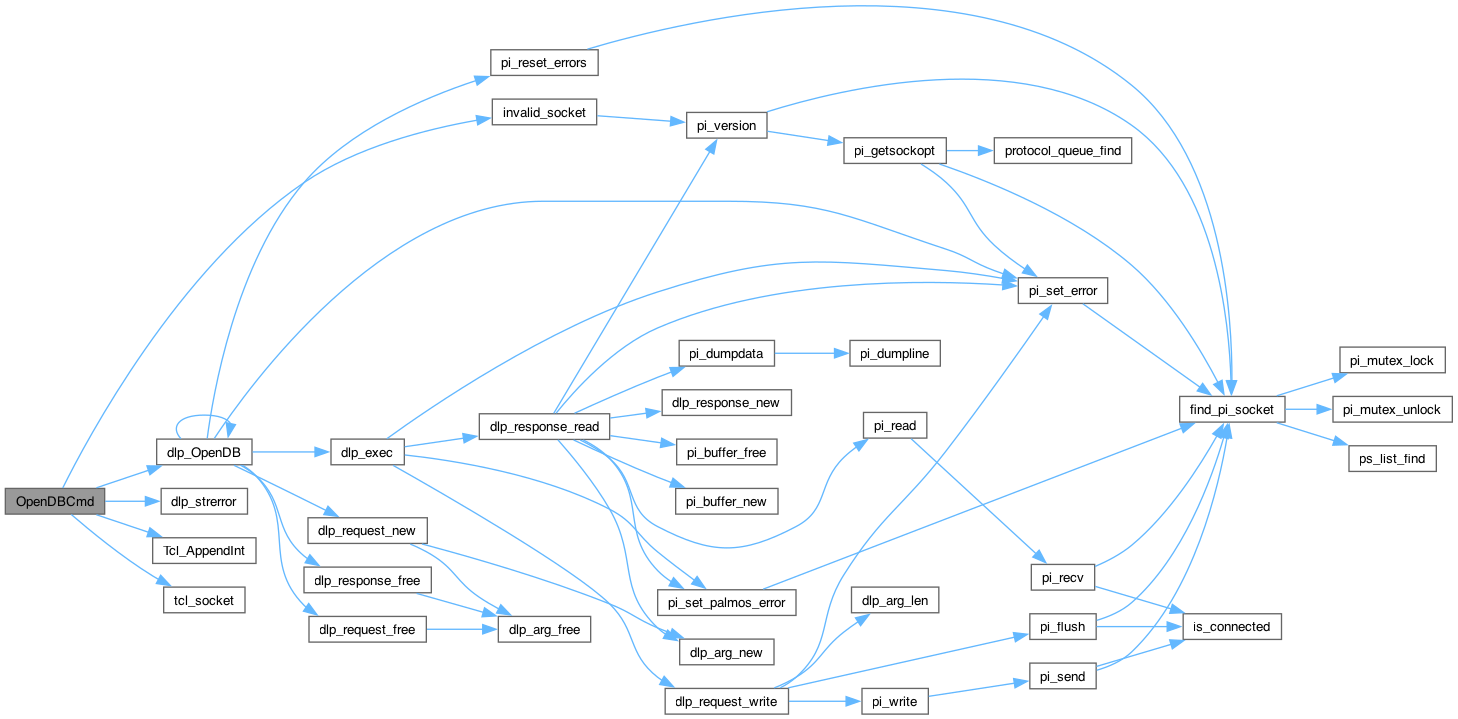 OpenDBCmd
dlp_OpenDB
dlp_strerror
Tcl_AppendInt
tcl_socket
pi_reset_errors
invalid_socket
dlp_exec
dlp_request_new
dlp_response_free
dlp_request_free
dlp_response_read
dlp_arg_free
pi_version
pi_dumpdata
dlp_response_new
pi_buffer_free
pi_buffer_new
pi_set_palmos_error
dlp_arg_new
dlp_request_write
pi_getsockopt
pi_dumpline
pi_read
dlp_arg_len
pi_write
protocol_queue_find
pi_set_error
pi_recv
pi_flush
pi_send
find_pi_socket
is_connected
pi_mutex_lock
pi_mutex_unlock
ps_list_find